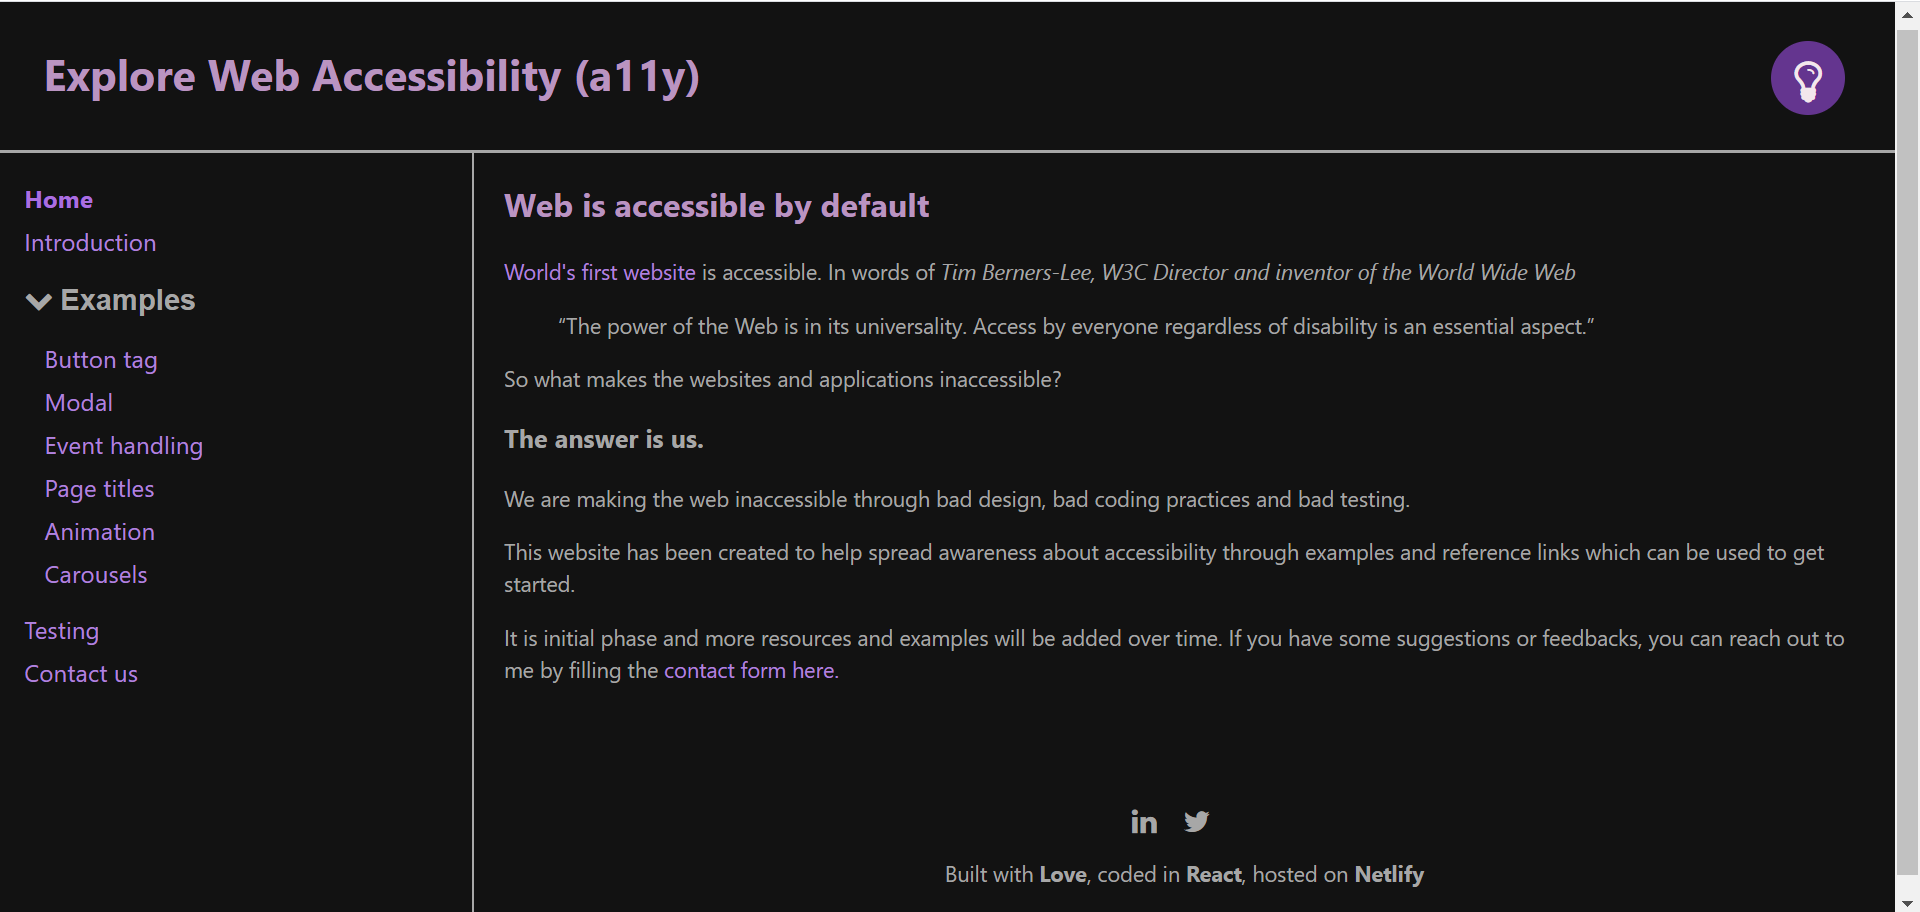 Explore Web Accessibility (a11y)
Home
Introduction
Examples
Button tag
Modal
Event handling
Page titles
Animation
Carousels
Testing
Contact us
Web is accessible by default
World's first website is accessible. In words of Tim Berners-Lee, W3C Director and inventor of the World Wide Web
“The power of the Web is in its universality. Access by everyone regardless of disability is an essential aspect.”
So what makes the websites and applications inaccessible?
The answer is us.
We are making the web inaccessible through bad design, bad coding practices and bad testing.
This website has been created to help spread awareness about accessibility through examples and reference links which can be used to get
started.
It is initial phase and more resources and examples will be added over time. If you have some suggestions or feedbacks, you can reach out to
me by filling the contact form here.
in
Built with Love, coded in React, hosted on Netlify